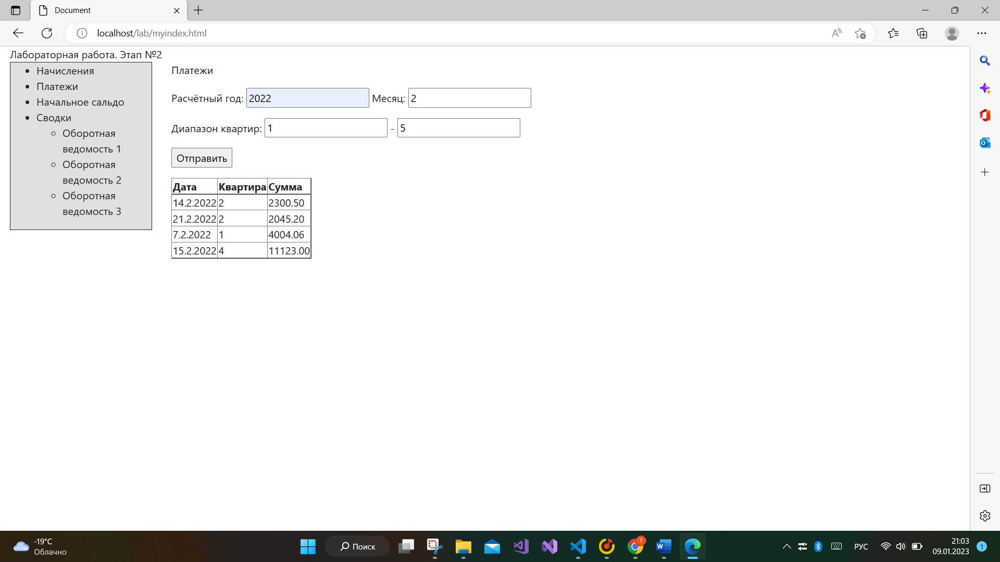 Document
localhost/lab/myindex.html
Лабораторная работа. Этап №2
Начисления
Платежи
Начальное сальдо
Сводки
Оборотная
ведомость 1
Оборотная
ведомость 2
Оборотная
ведомость 3
Платежи
Расчётный год: 2022 Месяц: 2
Диапазон квартир: 1 - 5
Отправить
Дата Квартира Сумма
14.2.2022 2 2300.50
21.2.2022 2 2045.20
7.2.2022 1 4004.06
15.2.2022 4 11123.00
-19°C
Облачно
Поиск
T
W
РУС
21:03
09.01.2023
1